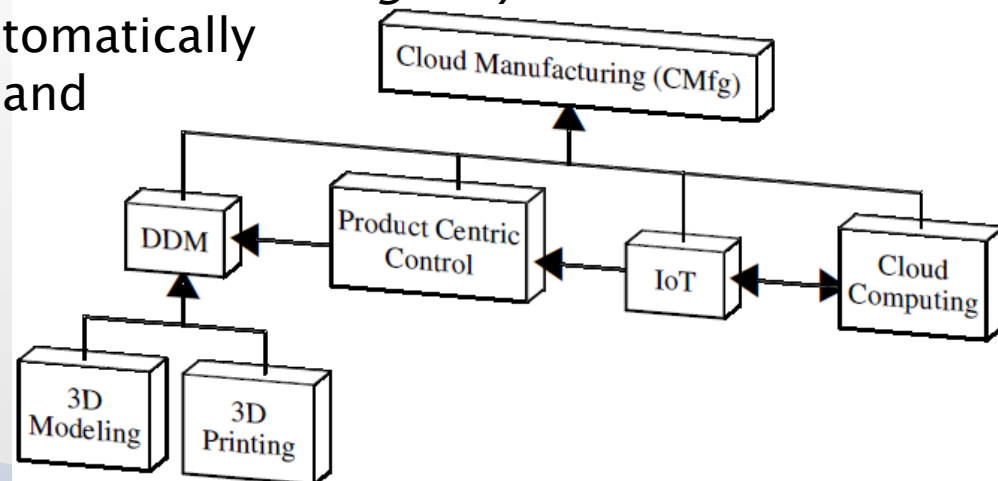 tomatically
and
Cloud Manufacturing (CMfg)
DDM
Product Centric
Control
IoT
Cloud
Computing
3D
Modeling
3D
Printing